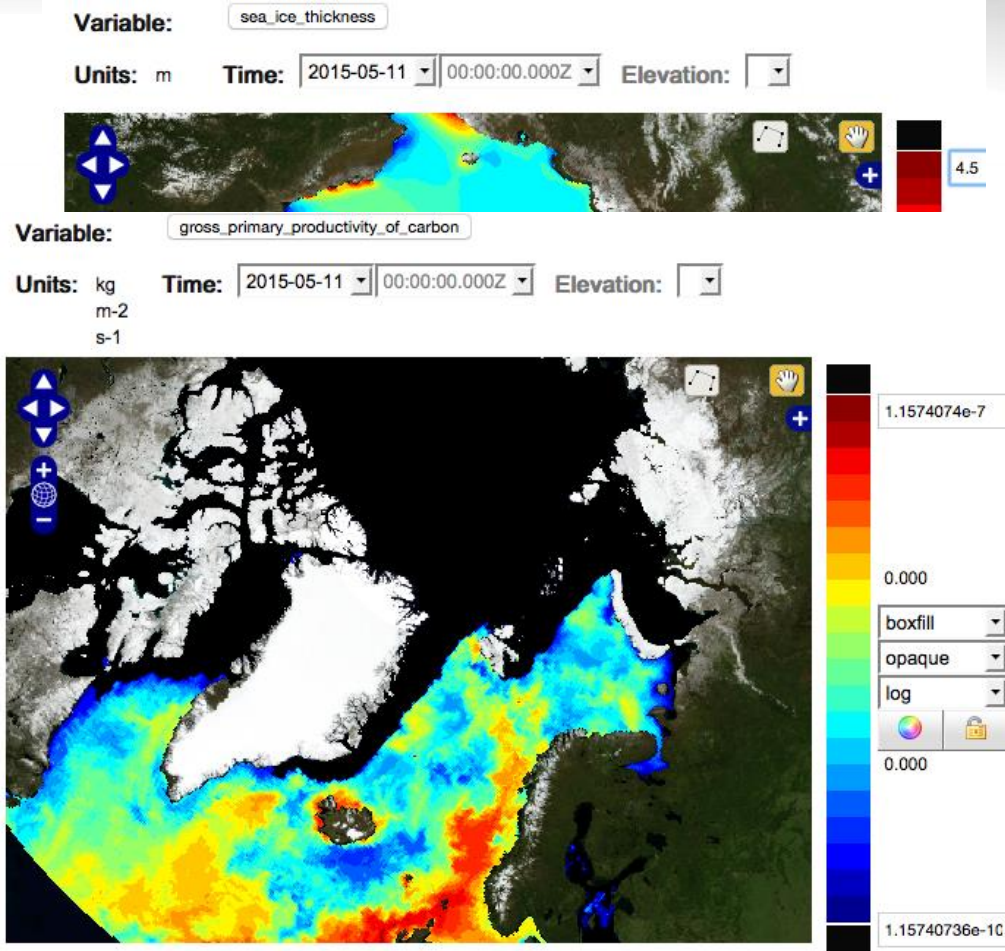 Variable: sea_ice_thickness
Units: m Time: 2015-05-11 00:00:00.000Z Elevation:
4.5
Variable: gross_primary_productivity_of_carbon
Units: kg m-2 s-1 Time: 2015-05-11 00:00:00.000Z Elevation:
1.1574074e-7
0.000
boxfill
opaque
log
0.000
1.15740736e-10